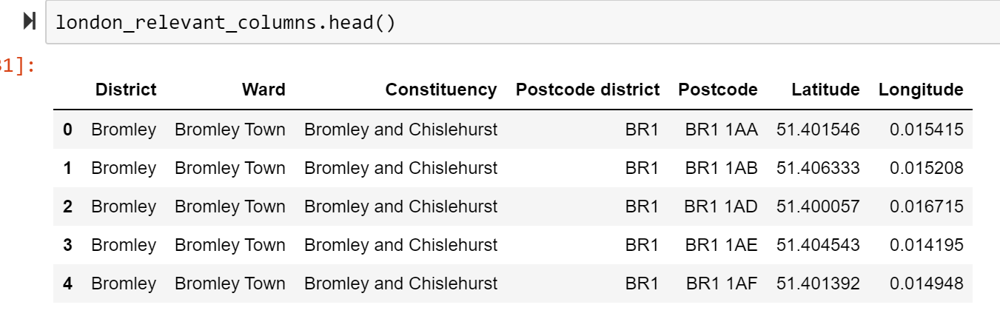 london_relevant_columns.head()
31]:
District Ward Constituency Postcode district Postcode Latitude Longitude
0 Bromley Bromley Town Bromley and Chislehurst BR1 BR1 1AA 51.401546 0.015415
1 Bromley Bromley Town Bromley and Chislehurst BR1 BR1 1AB 51.406333 0.015208
2 Bromley Bromley Town Bromley and Chislehurst BR1 BR1 1AD 51.400057 0.016715
3 Bromley Bromley Town Bromley and Chislehurst BR1 BR1 1AE 51.404543 0.014195
4 Bromley Bromley Town Bromley and Chislehurst BR1 BR1 1AF 51.401392 0.014948